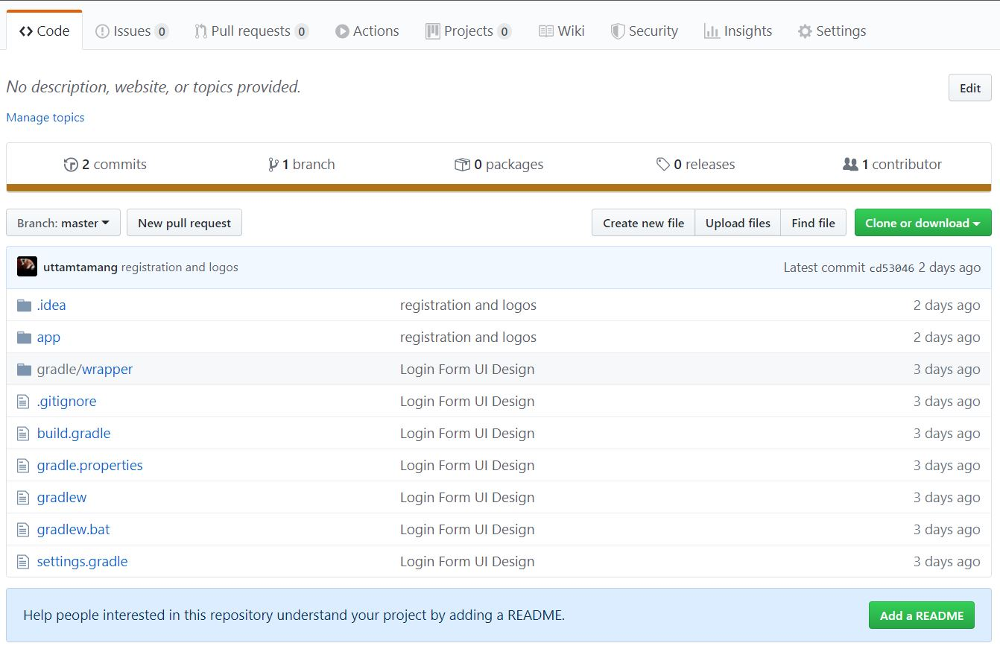 Code Issues 0 Pull requests 0 Actions Projects 0 Wiki Security Insights Settings
No description, website, or topics provided. Edit
Manage topics
2 commits 1 branch 0 packages 0 releases 1 contributor
Branch: master New pull request Create new file Upload files Find file Clone or download
uttamtamang registration and logos Latest commit cd53046 2 days ago
.idea registration and logos 2 days ago
app registration and logos 2 days ago
gradle/wrapper Login Form UI Design 3 days ago
.gitignore Login Form UI Design 3 days ago
build.gradle Login Form UI Design 3 days ago
gradle.properties Login Form UI Design 3 days ago
gradlew Login Form UI Design 3 days ago
gradlew.bat Login Form UI Design 3 days ago
settings.gradle Login Form UI Design 3 days ago
Help people interested in this repository understand your project by adding a README. Add a README